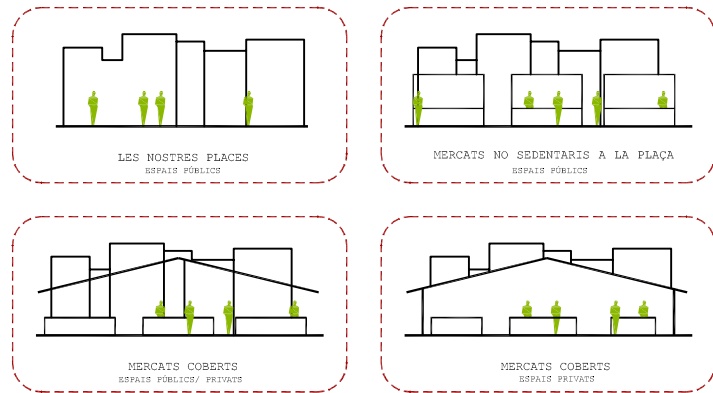 LES NOSTRES PLACES
ESPAIS PÚBLICS
MERCATS NO SEDENTARIS A LA PLAÇA
ESPAIS PÚBLICS
MERCATS COBERTS
ESPAIS PÚBLICS/ PRIVATS
MERCATS COBERTS
ESPAIS PRIVATS